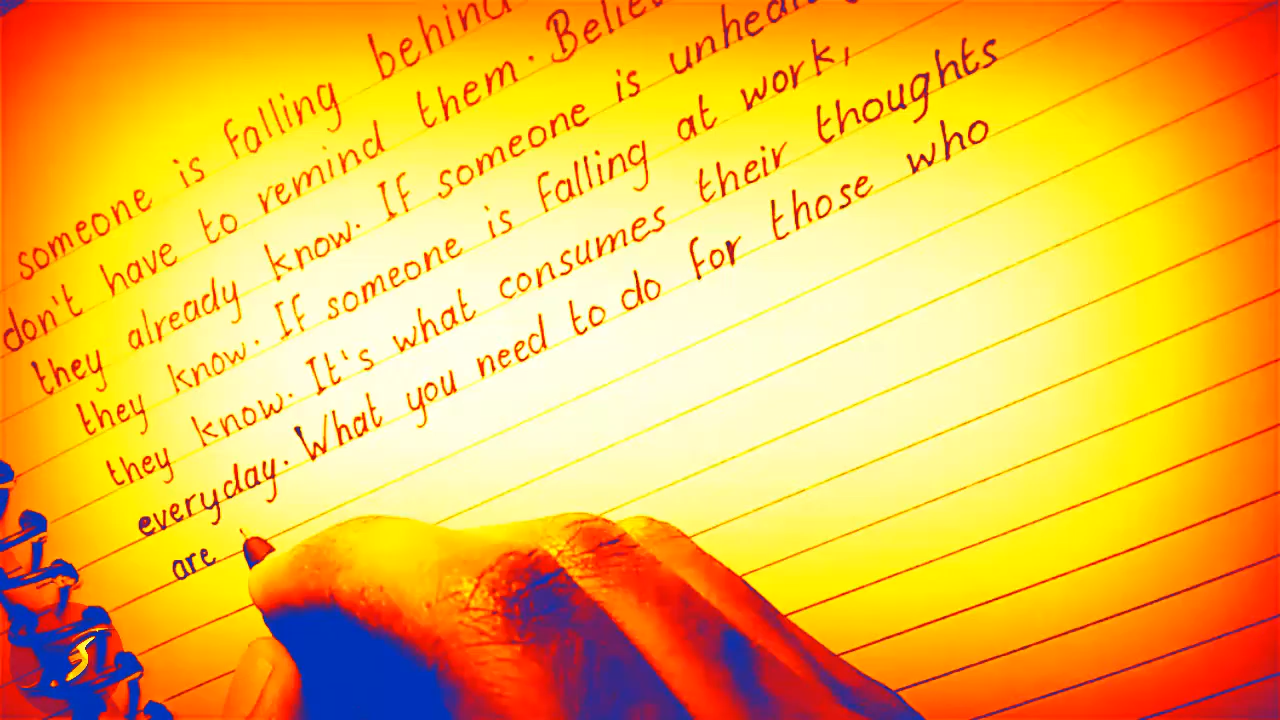 someone is falling behind
don't have to remind them. Believe
they already know. If someone is unhealthy
they know. If someone is falling at work,
they know. It's what consumes their thoughts
everyday. What you need to do for those who
are